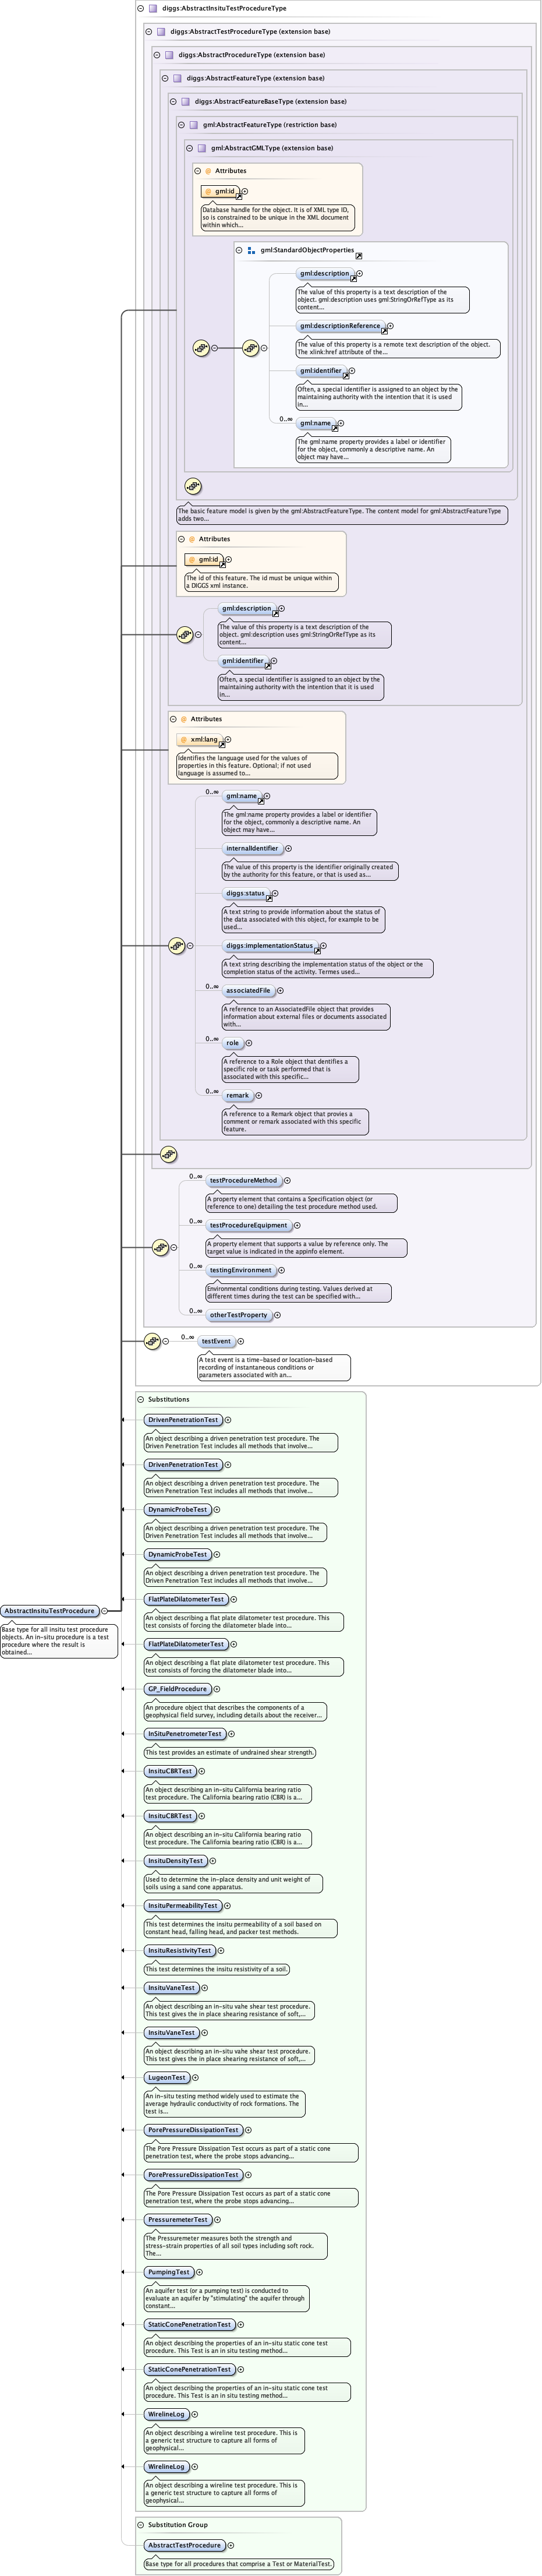 diggs:AbstractInsituTestProcedureType
diggs:AbstractTestProcedureType (extension base)
diggs:AbstractProcedureType (extension base)
diggs:AbstractFeatureType (extension base)
diggs:AbstractFeatureBaseType (extension base)
gml:AbstractFeatureType (restriction base)
gml:AbstractGMLType (extension base)
@ Attributes
@ gml:id
Database handle for the object. It is of XML type ID,
so is constrained to be unique in the XML document
within which...
gml:StandardObjectProperties
gml:description
The value of this property is a text description of the
object. gml:description uses gml:StringOrRefType as its
content...
gml:descriptionReference
The value of this property is a remote text description of the object.
The xlink:href attribute of the...
gml:identifier
Often, a special identifier is assigned to an object by the
maintaining authority with the intention that it is used
in...
0..∞
gml:name
The gml:name property provides a label or identifier
for the object, commonly a descriptive name. An
object may have...
The basic feature model is given by the gml:AbstractFeatureType. The content model for gml:AbstractFeatureType
adds two...
@ Attributes
@ gml:id
The id of this feature. The id must be unique within
a DIGGS xml instance.
gml:description
The value of this property is a text description of the
object. gml:description uses gml:StringOrRefType as its
content...
gml:identifier
Often, a special identifier is assigned to an object by the
maintaining authority with the intention that it is used
in...
@ Attributes
@ xml:lang
Identifies the language used for the values of
properties in this feature. Optional; if not used
language is assumed to...
0..∞
gml:name
The gml:name property provides a label or identifier
for the object, commonly a descriptive name. An
object may have...
internalIdentifier
The value of this property is the identifier originally created
by the authority for this feature, or that is used as...
diggs:status
A text string to provide information about the status of the
data associated with this object, for example to be
used...
diggs:implementationStatus
A text string describing the implementation status of the object or the
completion status of the activity. Termes used...
0..∞
associatedFile
A reference to an AssociatedFile object that provides
information about external files or documents associated
with...
0..∞
role
A reference to a Role object that dentifies a
specific role or task performed that is
associated with this specific...
0..∞
remark
A reference to a Remark object that provies a
comment or remark associated with this specific
feature.
0..∞
testProcedureMethod
A property element that contains a Specification object (or
reference to one) detailing the test procedure method used.
0..∞
testProcedureEquipment
A property element that supports a value by reference only. The
target value is indicated in the appinfo element.
0..∞
testingEnvironment
Environmental conditions during testing. Values derived at
different times during the test can be specified with...
0..∞
otherTestProperty
0..∞
testEvent
A test event is a time-based or location-based
recording of instantaneous conditions or
parameters associated with an...
Substitutions
DrivenPenetrationTest
An object describing a driven penetration test procedure. The
Driven Penetration Test includes all methods that involve...
DrivenPenetrationTest
An object describing a driven penetration test procedure. The
Driven Penetration Test includes all methods that involve...
DynamicProbeTest
An object describing a driven penetration test procedure. The
Driven Penetration Test includes all methods that involve...
DynamicProbeTest
An object describing a driven penetration test procedure. The
Driven Penetration Test includes all methods that involve...
FlatPlateDilatometerTest
An object describing a flat plate dilatometer test procedure. This
test consists of forcing the dilatometer blade into...
AbstractInsituTestProcedure
Base type for all insitu test procedure
objects. An in-situ procedure is a test
procedure where the result is
obtained...
FlatPlateDilatometerTest
An object describing a flat plate dilatometer test procedure. This
test consists of forcing the dilatometer blade into...
GP_FieldProcedure
An procedure object that describes the components of a
geophysical field survey, including details about the receiver...
InSituPenetrometerTest
This test provides an estimate of undrained shear strength.
InsituCBRTest
An object describing an in-situ California bearing ratio
test procedure. The California bearing ratio (CBR) is a...
InsituCBRTest
An object describing an in-situ California bearing ratio
test procedure. The California bearing ratio (CBR) is a...
InsituDensityTest
Used to determine the in-place density and unit weight of
soils using a sand cone apparatus.
InsituPermeabilityTest
This test determines the insitu permeability of a soil based on
constant head, falling head, and packer test methods.
InsituResistivityTest
This test determines the insitu resistivity of a soil.
InsituVaneTest
An object describing an in-situ vahe shear test procedure.
This test gives the in place shearing resistance of soft,...
InsituVaneTest
An object describing an in-situ vahe shear test procedure.
This test gives the in place shearing resistance of soft,...
LugeonTest
An in-situ testing method widely used to estimate the
average hydraulic conductivity of rock formations. The
test is...
PorePressureDissipationTest
The Pore Pressure Dissipation Test occurs as part of a static cone
penetration test, where the probe stops advancing...
PorePressureDissipationTest
The Pore Pressure Dissipation Test occurs as part of a static cone
penetration test, where the probe stops advancing...
PressuremeterTest
The Pressuremeter measures both the strength and
stress-strain properties of all soil types including soft rock.
The...
PumpingTest
An aquifer test (or a pumping test) is conducted to
evaluate an aquifer by "stimulating" the aquifer through
constant...
StaticConePenetrationTest
An object describing the properties of an in-situ static cone test
procedure. This Test is an in situ testing method...
StaticConePenetrationTest
An object describing the properties of an in-situ static cone test
procedure. This Test is an in situ testing method...
WirelineLog
An object describing a wireline test procedure. This is
a generic test structure to capture all forms of
geophysical...
WirelineLog
An object describing a wireline test procedure. This is
a generic test structure to capture all forms of
geophysical...
Substitution Group
AbstractTestProcedure
Base type for all procedures that comprise a Test or MaterialTest.